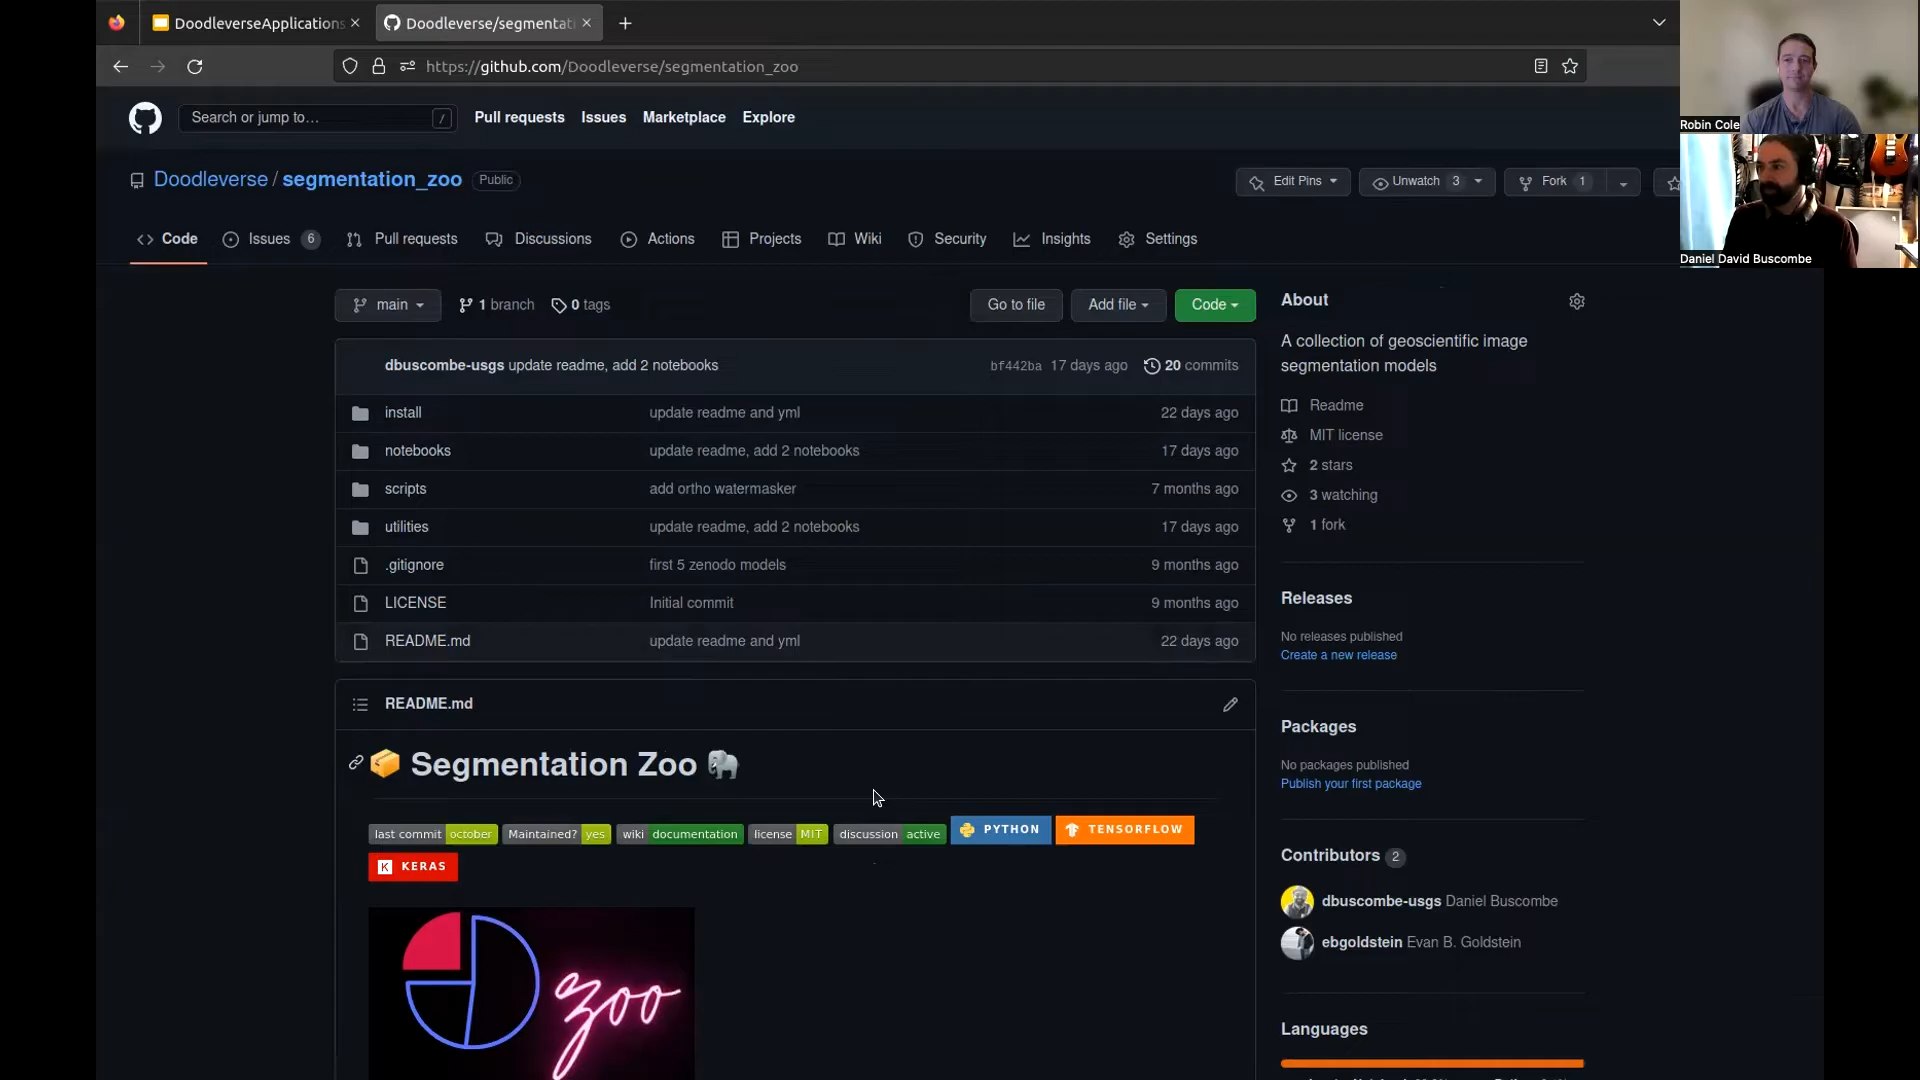 DoodleverseApplications
Doodleverse/segmentati
https://github.com/Doodleverse/segmentation_zoo
Search or jump to…
/
Pull requests
Issues
Marketplace
Explore
Robin Cole
Daniel David Buscombe
Doodleverse / segmentation_zoo
Public
Edit Pins
Unwatch 3
Fork 1
Code
Issues 6
Pull requests
Discussions
Actions
Projects
Wiki
Security
Insights
Settings
main
1 branch
0 tags
Go to file
Add file
Code
dbuscombe-usgs update readme, add 2 notebooks
bf442ba 17 days ago
20 commits
install update readme and yml 22 days ago
notebooks update readme, add 2 notebooks 17 days ago
scripts add ortho watermasker 7 months ago
utilities update readme, add 2 notebooks 17 days ago
.gitignore first 5 zenodo models 9 months ago
LICENSE Initial commit 9 months ago
README.md update readme and yml 22 days ago
README.md
📦 Segmentation Zoo 🐘
last commit october
Maintained? yes
wiki documentation
license MIT
discussion active
PYTHON
TENSORFLOW
K KERAS
zoo
About
A collection of geoscientific image
segmentation models
Readme
MIT license
2 stars
3 watching
1 fork
Releases
No releases published
Create a new release
Packages
No packages published
Publish your first package
Contributors 2
dbuscombe-usgs Daniel Buscombe
ebgoldstein Evan B. Goldstein
Languages